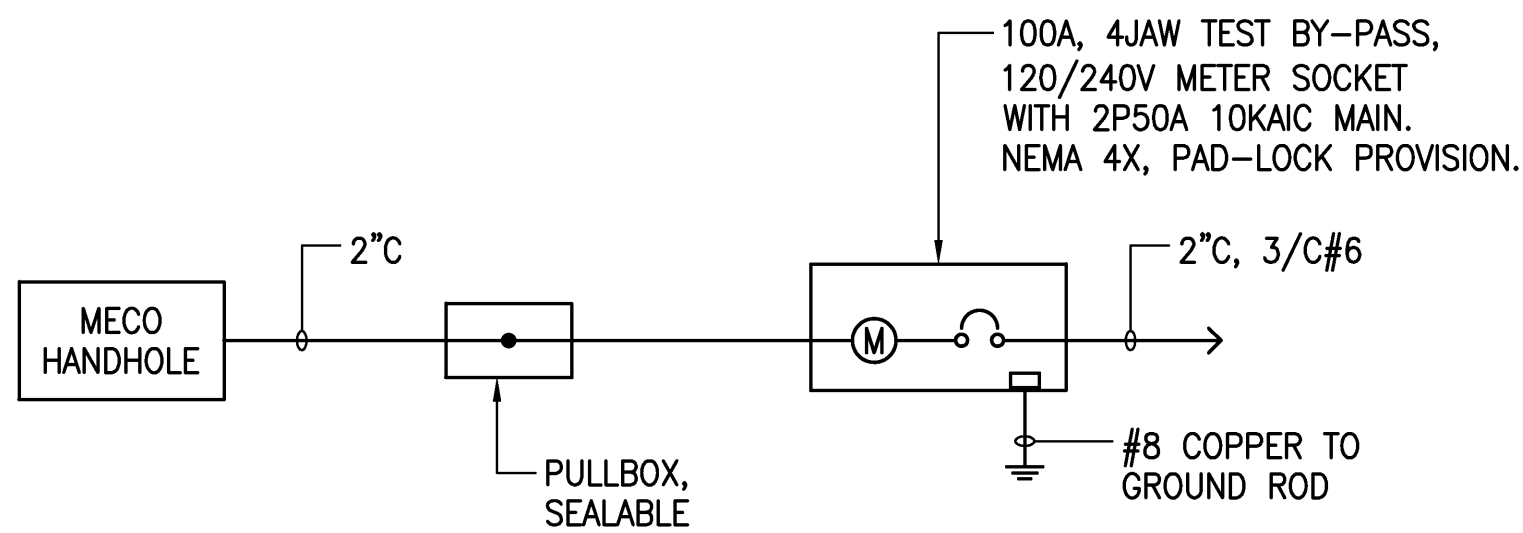 100A, 4JAW TEST BY-PASS,
120/240V METER SOCKET
WITH 2P50A 10KAIC MAIN.
NEMA 4X, PAD-LOCK PROVISION.
2"C
2"C, 3/C#6
MECO
HANDHOLE
M
#8 COPPER TO
GROUND ROD
PULLBOX,
SEALABLE